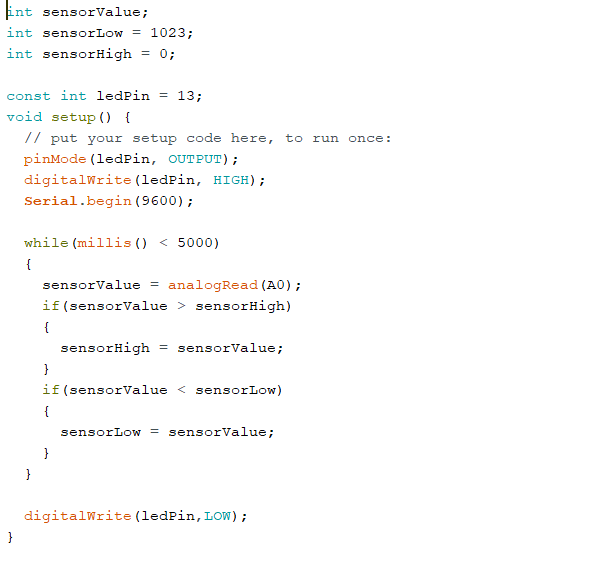 int sensorValue;
int sensorLow = 1023;
int sensorHigh = 0;

const int ledPin = 13;
void setup() {
  // put your setup code here, to run once:
  pinMode(ledPin, OUTPUT);
  digitalWrite(ledPin, HIGH);
  Serial.begin(9600);

  while(millis() < 5000)
  {
    sensorValue = analogRead(A0);
    if(sensorValue > sensorHigh)
    {
      sensorHigh = sensorValue;
    }
    if(sensorValue < sensorLow)
    {
      sensorLow = sensorValue;
    }
  }

  digitalWrite(ledPin,LOW);
}